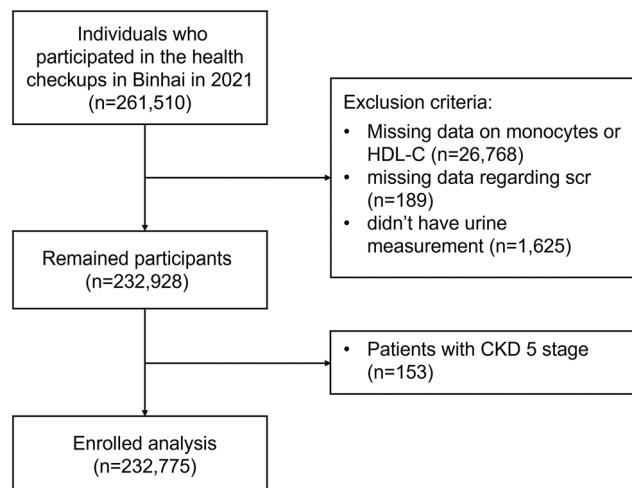 Individuals who
participated in the health
checkups in Binhai in 2021
(n=261,510)
Exclusion criteria:
• Missing data on monocytes or
HDL-C (n=26,768)
• missing data regarding scr
(n=189)
• didn't have urine
measurement (n=1,625)
Remained participants
(n=232,928)
• Patients with CKD 5 stage
(n=153)
Enrolled analysis
(n=232,775)